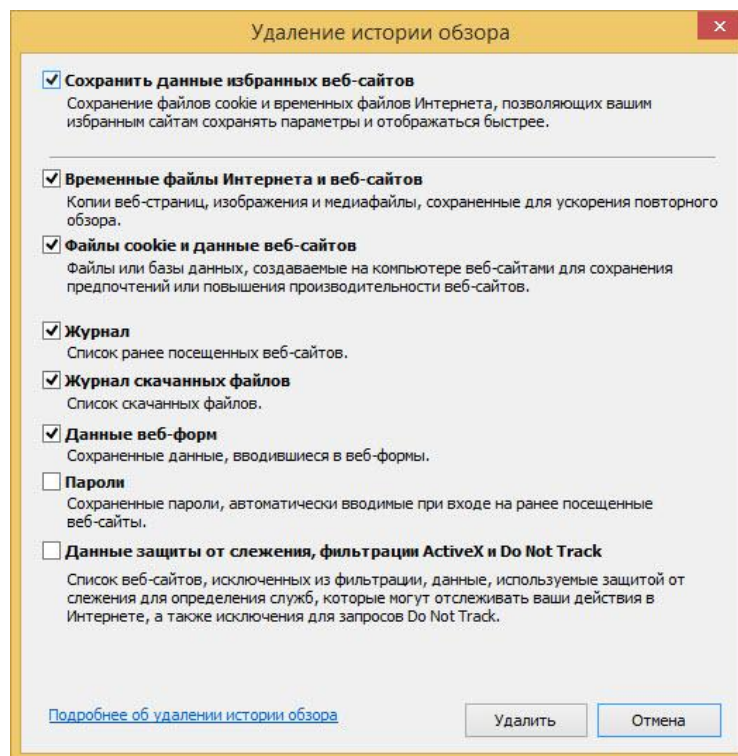 Удаление истории обзора
Сохранить данные избранных веб-сайтов
Сохранение файлов cookie и временных файлов Интернета, позволяющих вашим
избранным сайтам сохранять параметры и отображаться быстрее.
Временные файлы Интернета и веб-сайтов
Копии веб-страниц, изображения и медиафайлы, сохраненные для ускорения повторного
обзора.
Файлы cookie и данные веб-сайтов
Файлы или базы данных, создаваемые на компьютере веб-сайтами для сохранения
предпочтений или повышения производительности веб-сайтов.
Журнал
Список ранее посещенных веб-сайтов.
Журнал скачанных файлов
Список скачанных файлов.
Данные веб-форм
Сохраненные данные, вводившиеся в веб-формы.
Пароли
Сохраненные пароли, автоматически вводимые при входе на ранее посещенные
веб-сайты.
Данные защиты от слежения, фильтрации ActiveX и Do Not Track
Список веб-сайтов, исключенных из фильтрации, данные, используемые защитой от
слежения для определения служб, которые могут отслеживать ваши действия в
Интернете, а также исключения для запросов Do Not Track.
Подробнее об удалении истории обзора
Удалить
Отмена